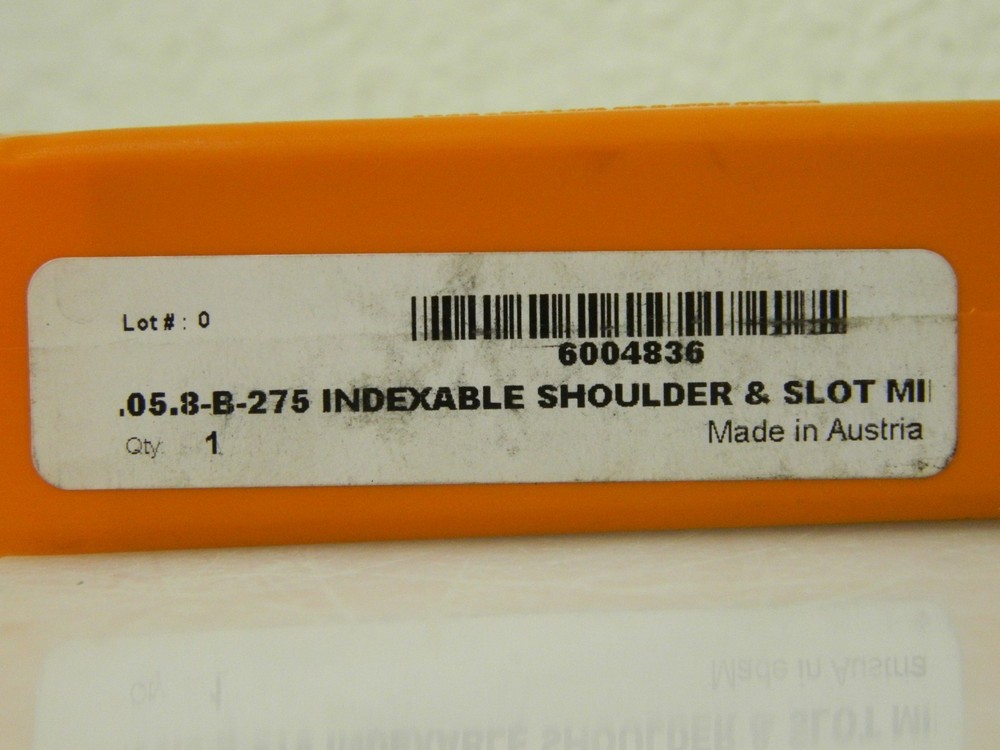 Lot # : 0
6004836
.05.8-B-275 INDEXABLE SHOULDER & SLOT MI
Qty: 1
Made in Austria